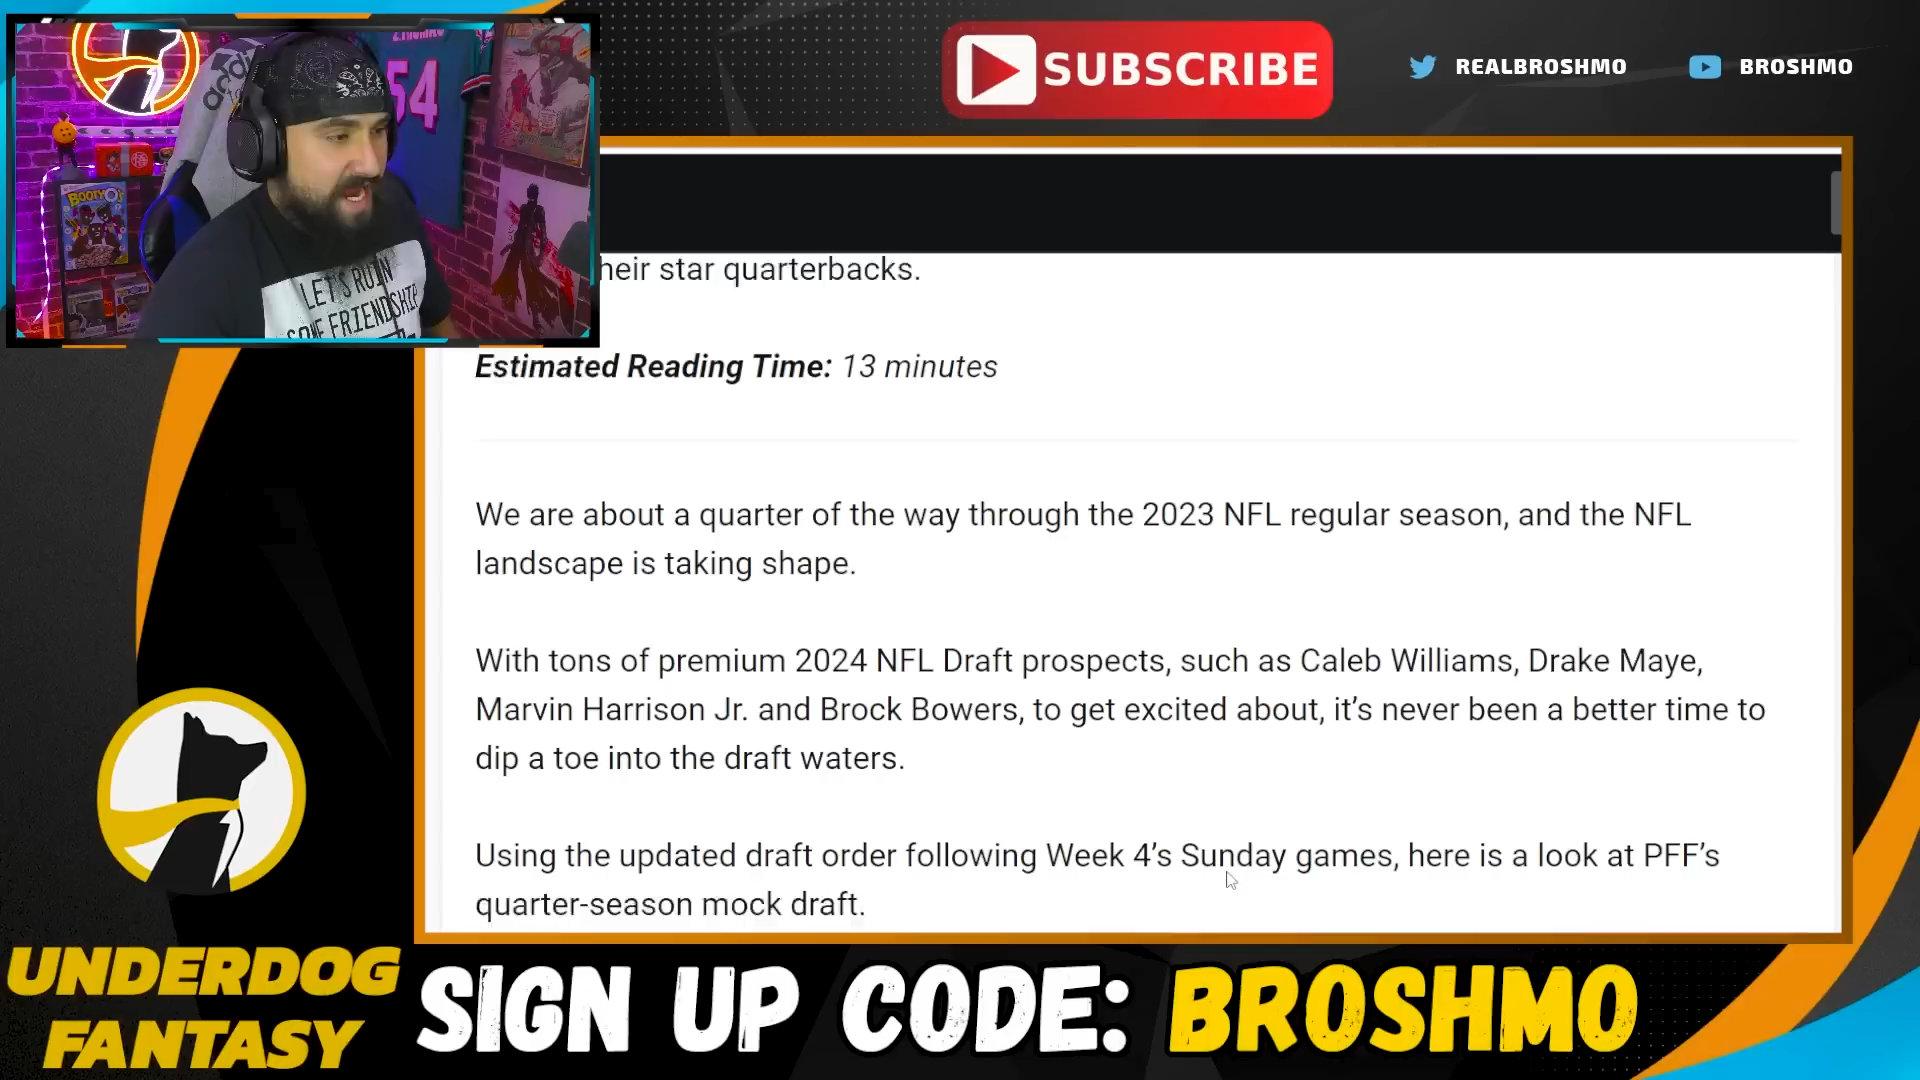 SUBSCRIBE
REALBROSHMO
BROSHMO
adidas
Z.THOMAS
54
BOOTYO'S
LET'S RUIN
SOME FRIENDSHIP
heir star quarterbacks.
Estimated Reading Time: 13 minutes
We are about a quarter of the way through the 2023 NFL regular season, and the NFL
landscape is taking shape.
With tons of premium 2024 NFL Draft prospects, such as Caleb Williams, Drake Maye,
Marvin Harrison Jr. and Brock Bowers, to get excited about, it's never been a better time to
dip a toe into the draft waters.
Using the updated draft order following Week 4's Sunday games, here is a look at PFF's
quarter-season mock draft.
UNDERDOG
FANTASY
SIGN UP CODE: BROSHMO